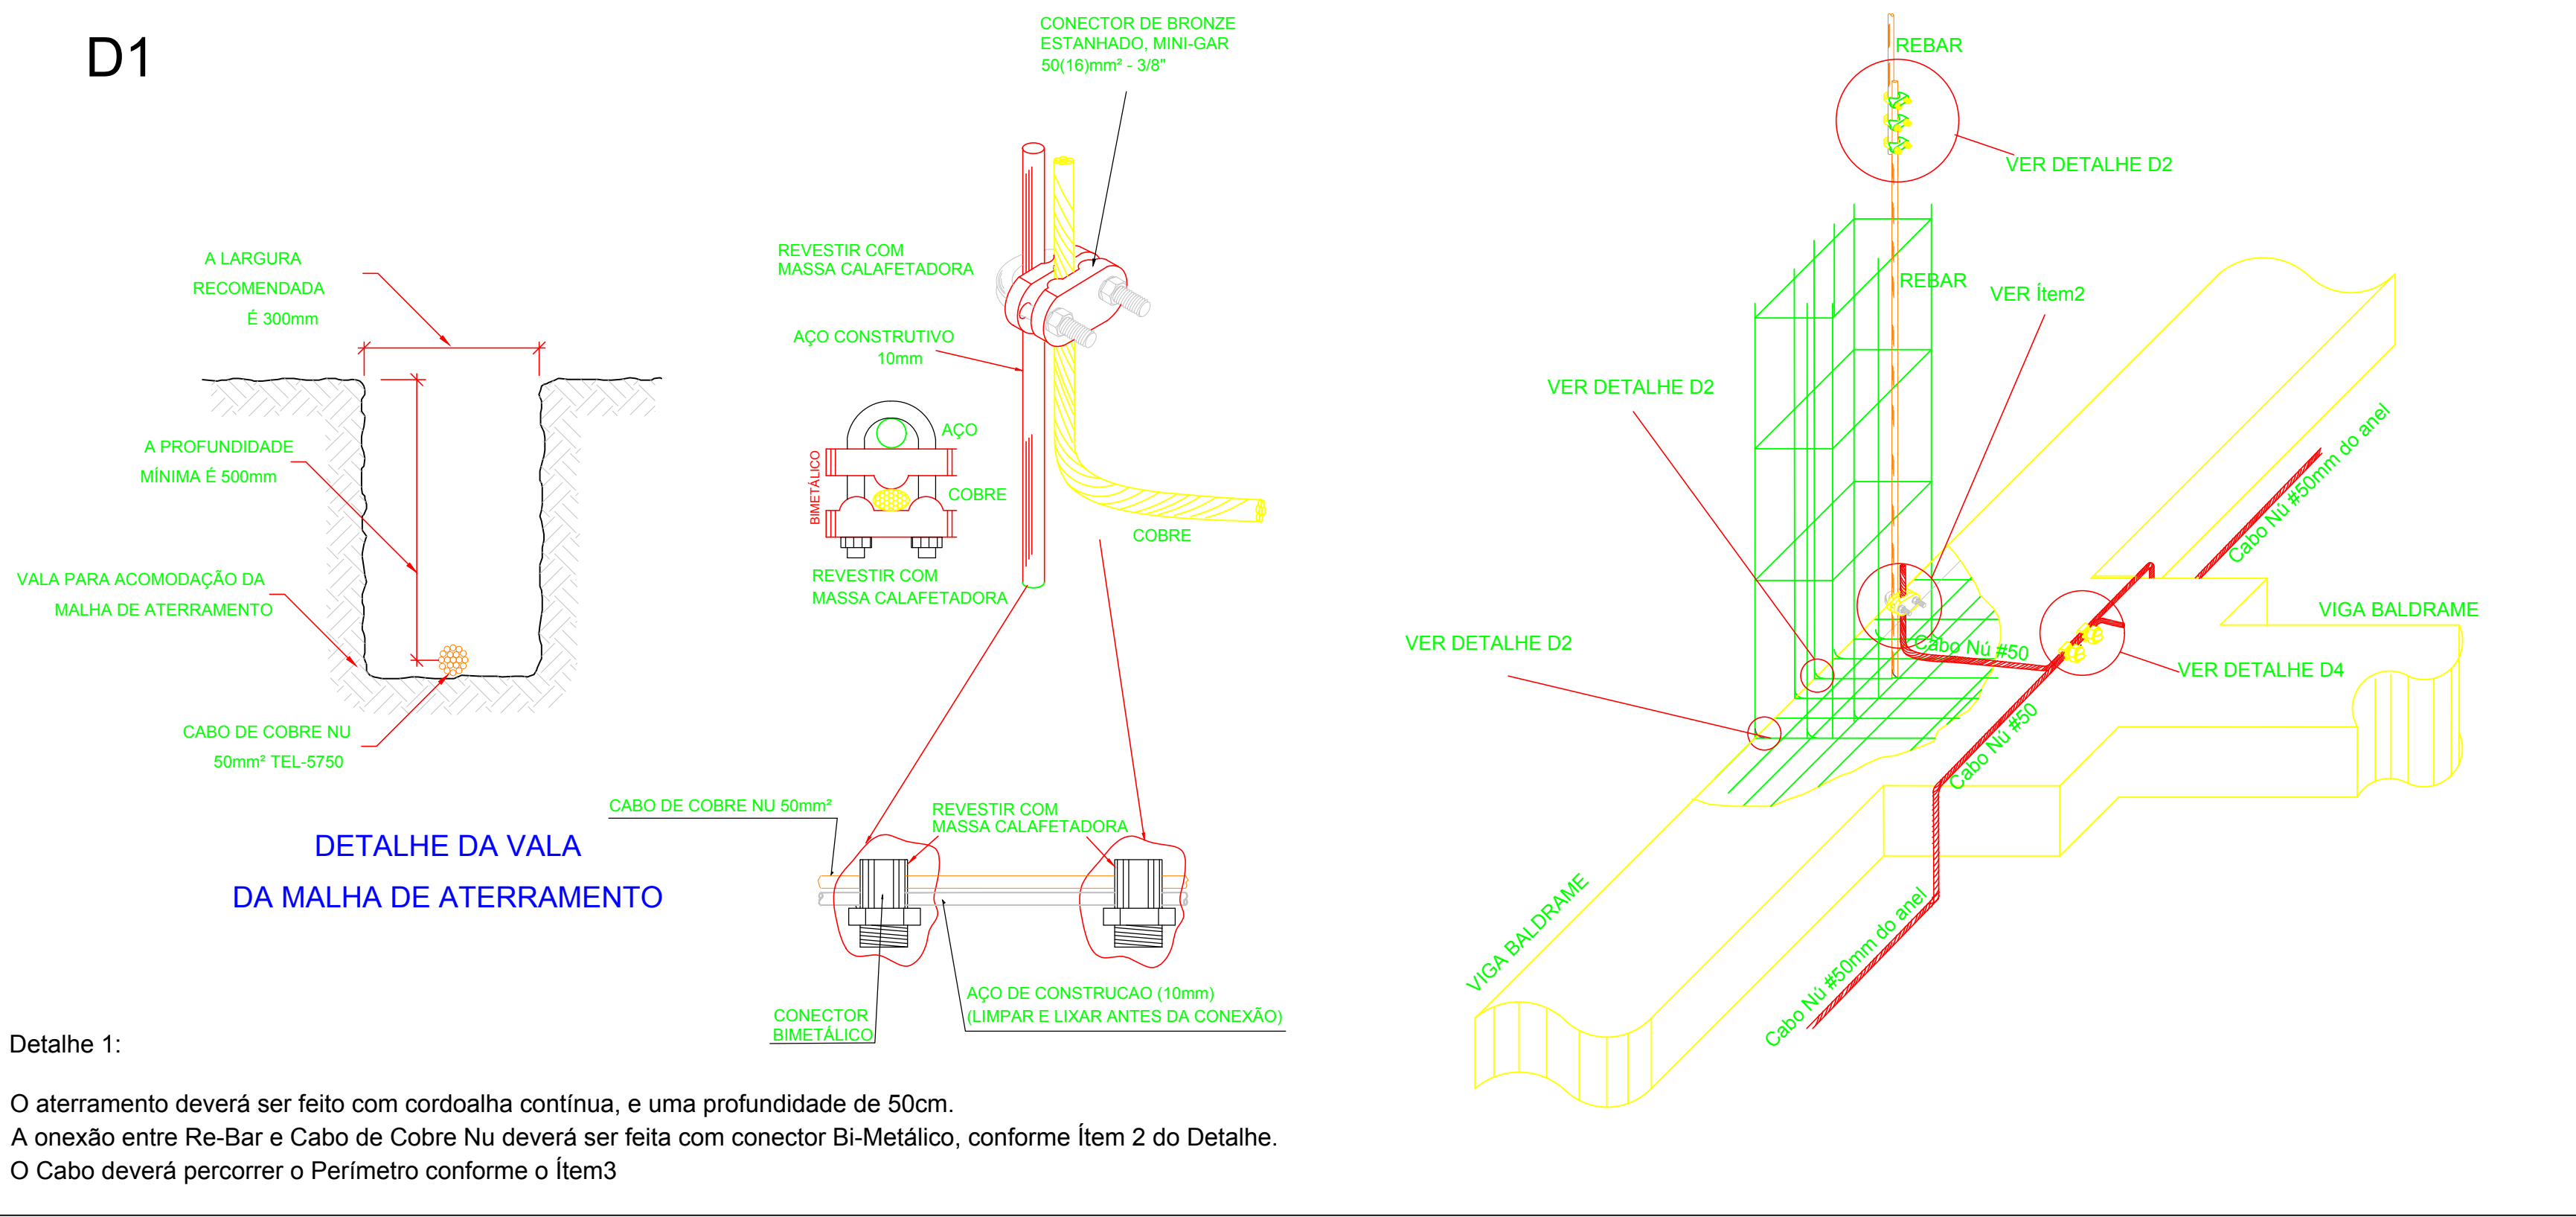 D1
A LARGURA
RECOMENDADA
É 300mm
A PROFUNDIDADE
MÍNIMA É 500mm
VALA PARA ACOMODAÇÃO DA
MALHA DE ATERRAMENTO
CABO DE COBRE NU
50mm² TEL-5750
DETALHE DA VALA
DA MALHA DE ATERRAMENTO
CONECTOR DE BRONZE
ESTANHADO, MINI-GAR
50(16)mm² - 3/8"
REVESTIR COM
MASSA CALAFETADORA
AÇO CONSTRUTIVO
10mm
AÇO
BIMETÁLICO
COBRE
COBRE
REVESTIR COM
MASSA CALAFETADORA
CABO DE COBRE NU 50mm²
REVESTIR COM
MASSA CALAFETADORA
CONECTOR
BIMETÁLICO
AÇO DE CONSTRUCAO (10mm)
(LIMPAR E LIXAR ANTES DA CONEXÃO)
REBAR
VER DETALHE D2
REBAR
VER Ítem2
VER DETALHE D2
Cabo Nú #50mm do anel
VIGA BALDRAME
VER DETALHE D2
Cabo Nú #50
VER DETALHE D4
Cabo Nú #50
VIGA BALDRAME
Cabo Nú #50mm do anel
Detalhe 1:
O aterramento deverá ser feito com cordoalha contínua, e uma profundidade de 50cm.
A onexão entre Re-Bar e Cabo de Cobre Nu deverá ser feita com conector Bi-Metálico, conforme Ítem 2 do Detalhe.
O Cabo deverá percorrer o Perímetro conforme o Ítem3